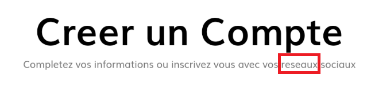 Creer un Compte
Completez vos informations ou inscrivez vous avec vos reseaux sociaux